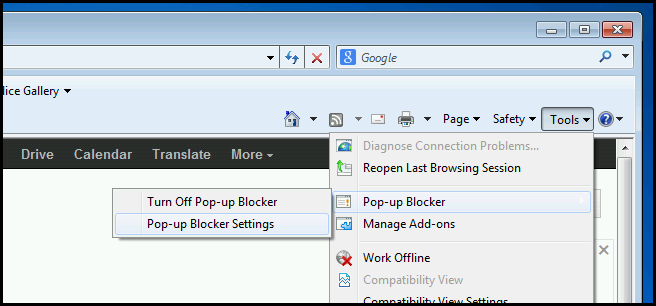 Google
lice Gallery
Page Safety Tools
Drive Calendar Translate More
Diagnose Connection Problems...
Reopen Last Browsing Session
Pop-up Blocker
Turn Off Pop-up Blocker
Pop-up Blocker Settings
Manage Add-ons
Work Offline
Compatibility View
Compatibility View Settings